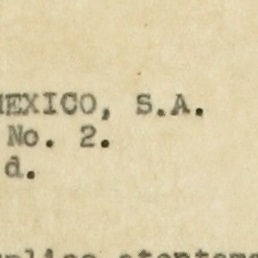 MEXICO, S.A.
No. 2.
d.